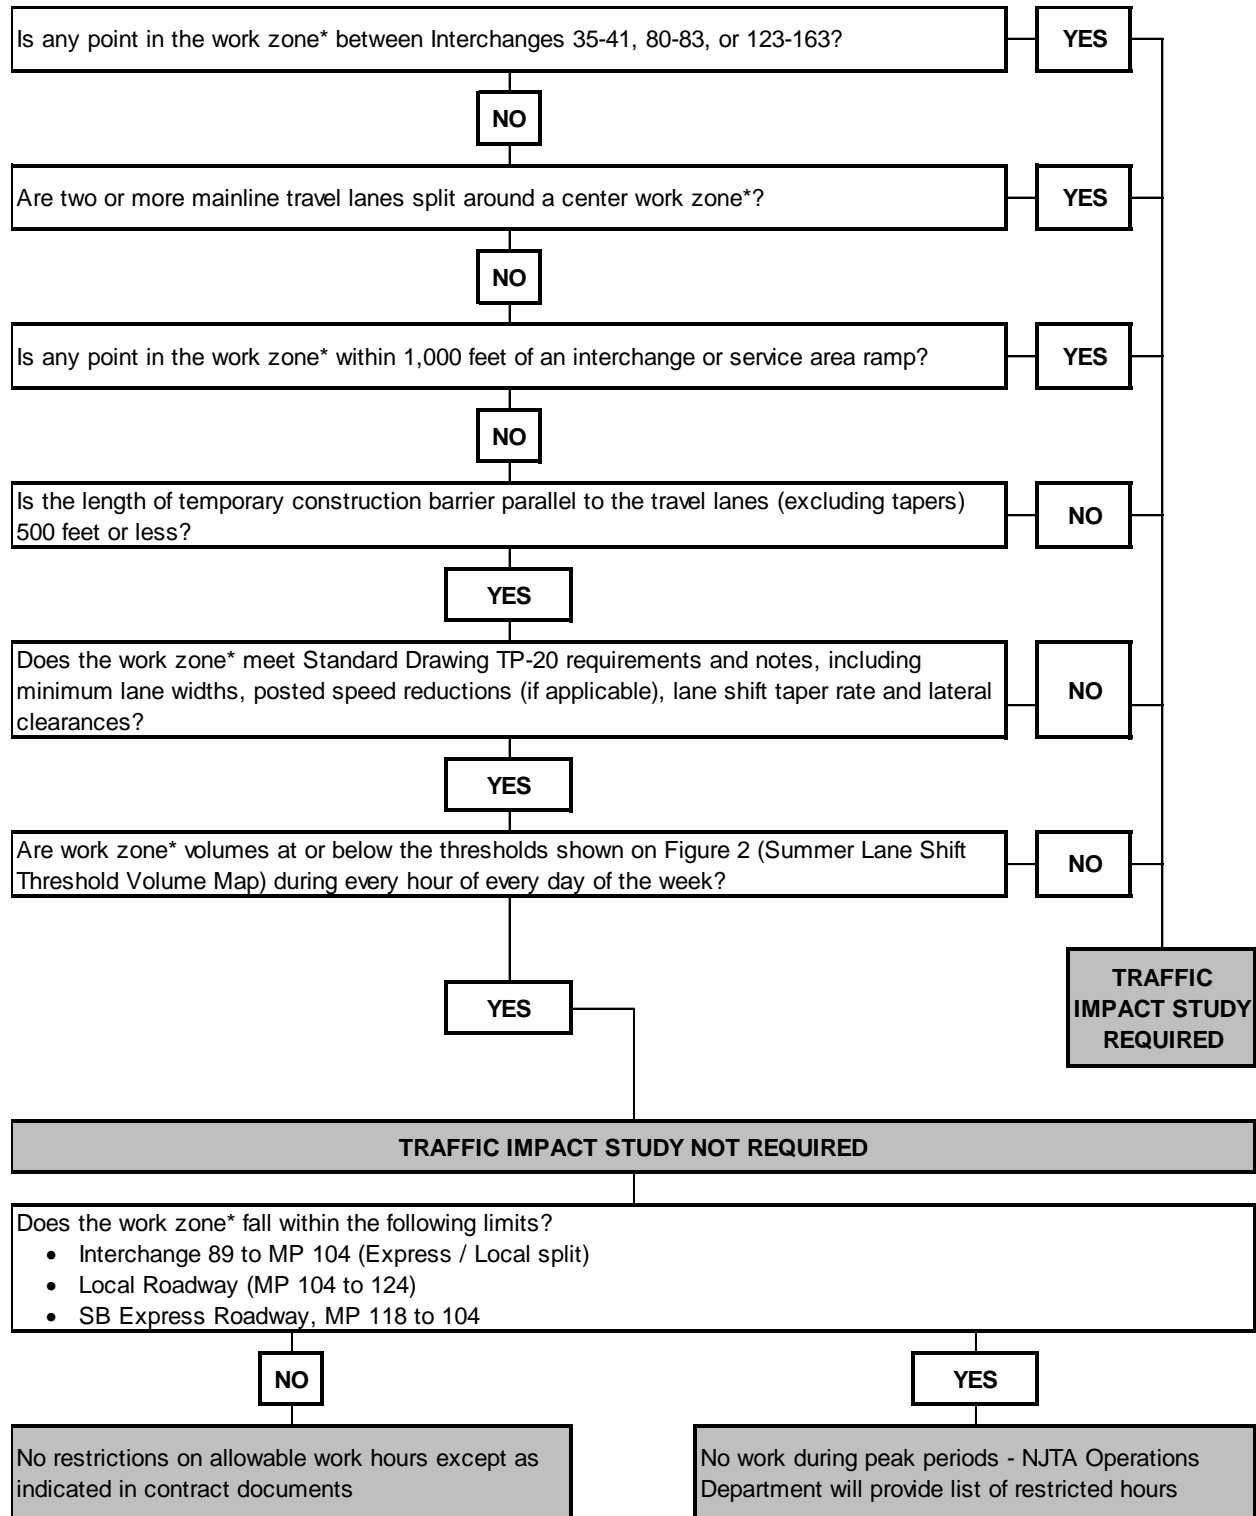 Is any point in the work zone* between Interchanges 35-41, 80-83, or 123-163?
YES
NO
Are two or more mainline travel lanes split around a center work zone*?
YES
NO
Is any point in the work zone* within 1,000 feet of an interchange or service area ramp?
YES
NO
Is the length of temporary construction barrier parallel to the travel lanes (excluding tapers)
500 feet or less?
NO
YES
Does the work zone* meet Standard Drawing TP-20 requirements and notes, including
minimum lane widths, posted speed reductions (if applicable), lane shift taper rate and lateral
clearances?
NO
YES
Are work zone* volumes at or below the thresholds shown on Figure 2 (Summer Lane Shift
Threshold Volume Map) during every hour of every day of the week?
NO
YES
TRAFFIC
IMPACT STUDY
REQUIRED
TRAFFIC IMPACT STUDY NOT REQUIRED
Does the work zone* fall within the following limits?
• Interchange 89 to MP 104 (Express / Local split)
• Local Roadway (MP 104 to 124)
• SB Express Roadway, MP 118 to 104
NO
YES
No restrictions on allowable work hours except as
indicated in contract documents
No work during peak periods - NJTA Operations
Department will provide list of restricted hours